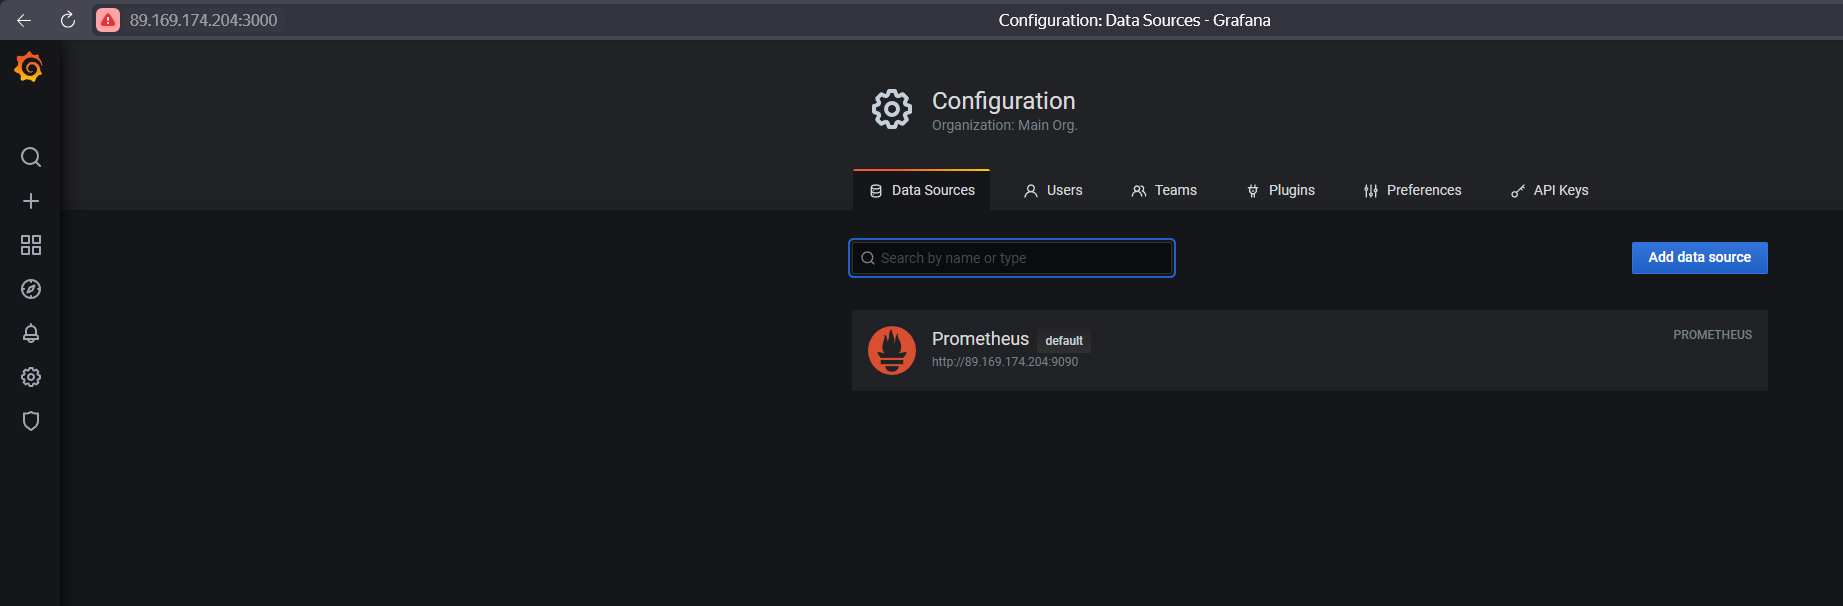 89.169.174.204:3000
Configuration: Data Sources - Grafana
Configuration
Organization: Main Org.
Data Sources
Users
Teams
Plugins
Preferences
API Keys
Search by name or type
Add data source
Prometheus default
PROMETHEUS
http://89.169.174.204:9090